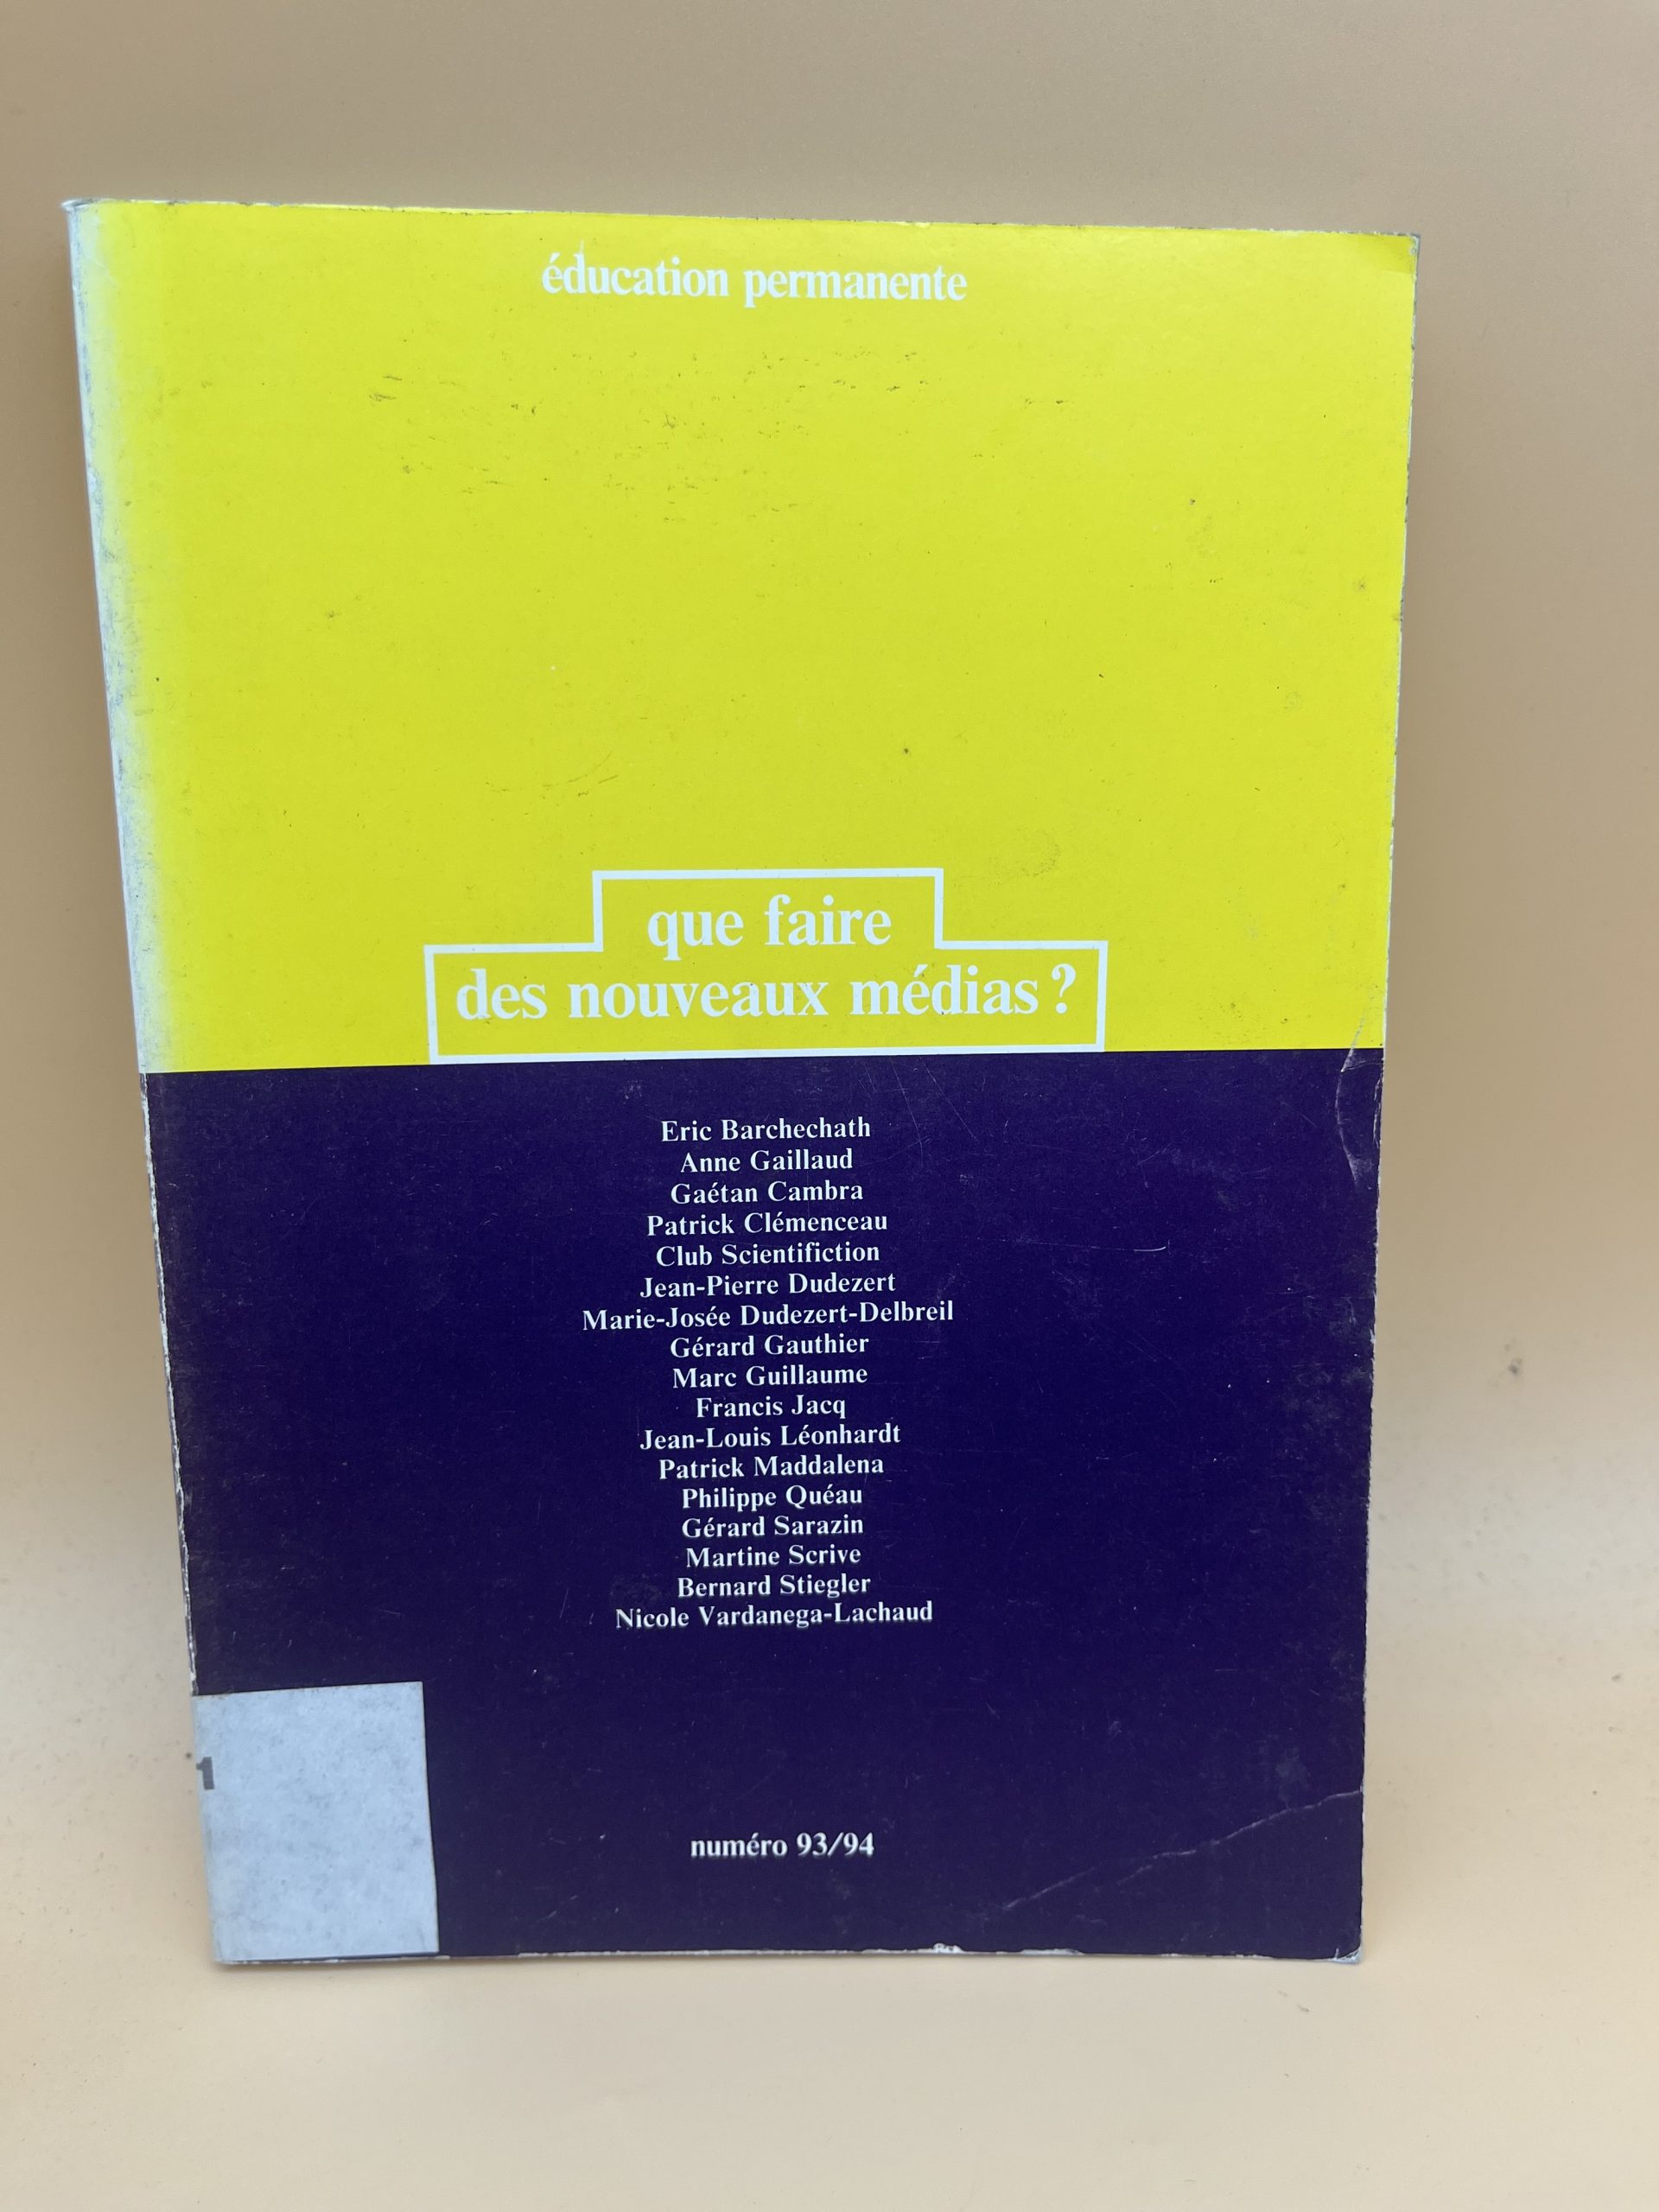 éducation permanente
que faire
des nouveaux médias ?
Eric Barchechath
Anne Gaillaud
Gaétan Cambra
Patrick Clémenceau
Club Scientifiction
Jean-Pierre Dudezert
Marie-Josée Dudezert-Delbreil
Gérard Gauthier
Marc Guillaume
Francis Jacq
Jean-Louis Léonhardt
Patrick Maddalena
Philippe Quéau
Gérard Sarazin
Martine Scrive
Bernard Stiegler
Nicole Vardanega-Lachaud
1
numéro 93/94